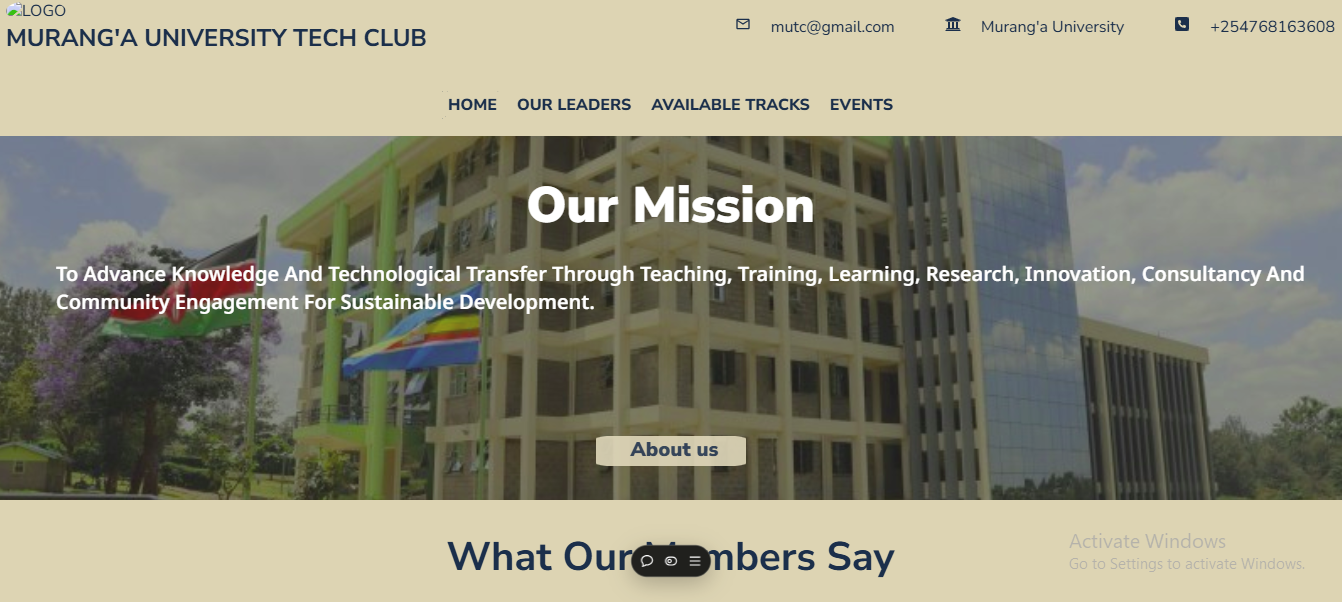 LOGO
MURANG'A UNIVERSITY TECH CLUB
mutc@gmail.com
Murang'a University
+254768163608
HOME OUR LEADERS AVAILABLE TRACKS EVENTS
Our Mission
To Advance Knowledge And Technological Transfer Through Teaching, Training, Learning, Research, Innovation, Consultancy And
Community Engagement For Sustainable Development.
About us
What Our Members Say
Activate Windows
Go to Settings to activate Windows.